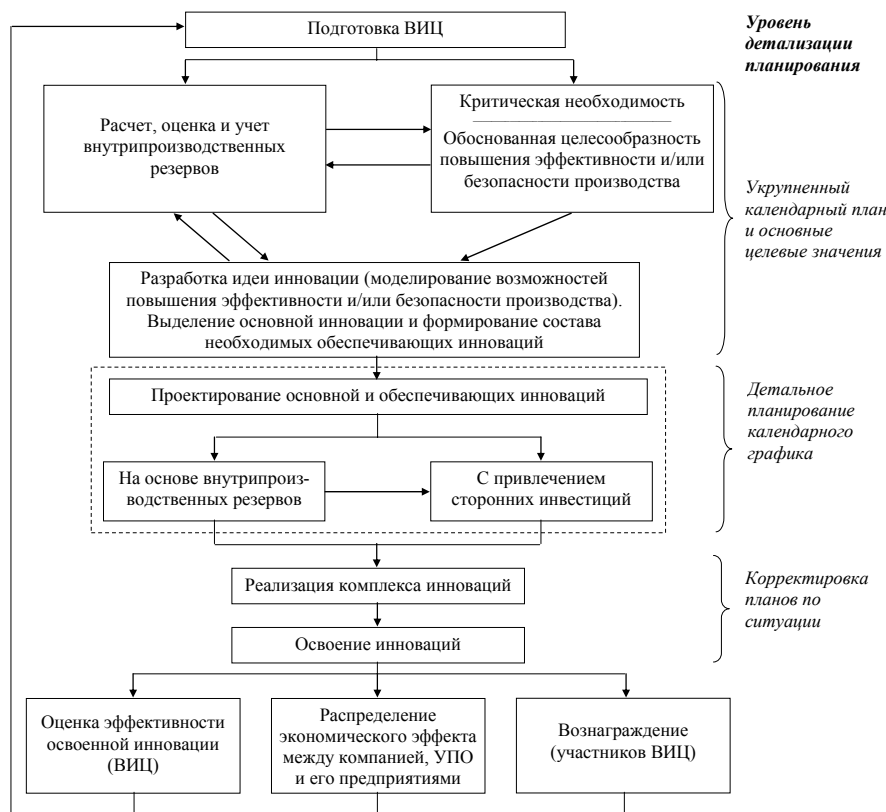 Подготовка ВИЦ
Уровень
детализации
планирования
Расчет, оценка и учет
внутрипроизводственных
резервов
Критическая необходимость
Обоснованная целесообразность
повышения эффективности и/или
безопасности производства
Укрупненный
календарный план
и основные
целевые значения
Разработка идеи инновации (моделирование возможностей
повышения эффективности и/или безопасности производства).
Выделение основной инновации и формирование состава
необходимых обеспечивающих инноваций
Проектирование основной и обеспечивающих инноваций
На основе внутрипроиз-
водственных резервов
С привлечением
сторонних инвестиций
Детальное
планирование
календарного
графика
Реализация комплекса инноваций
Освоение инноваций
Корректировка
планов по
ситуации
Оценка эффективности
освоенной инновации
(ВИЦ)
Распределение
экономического эффекта
между компанией, УПО
и его предприятиями
Вознаграждение
(участников ВИЦ)